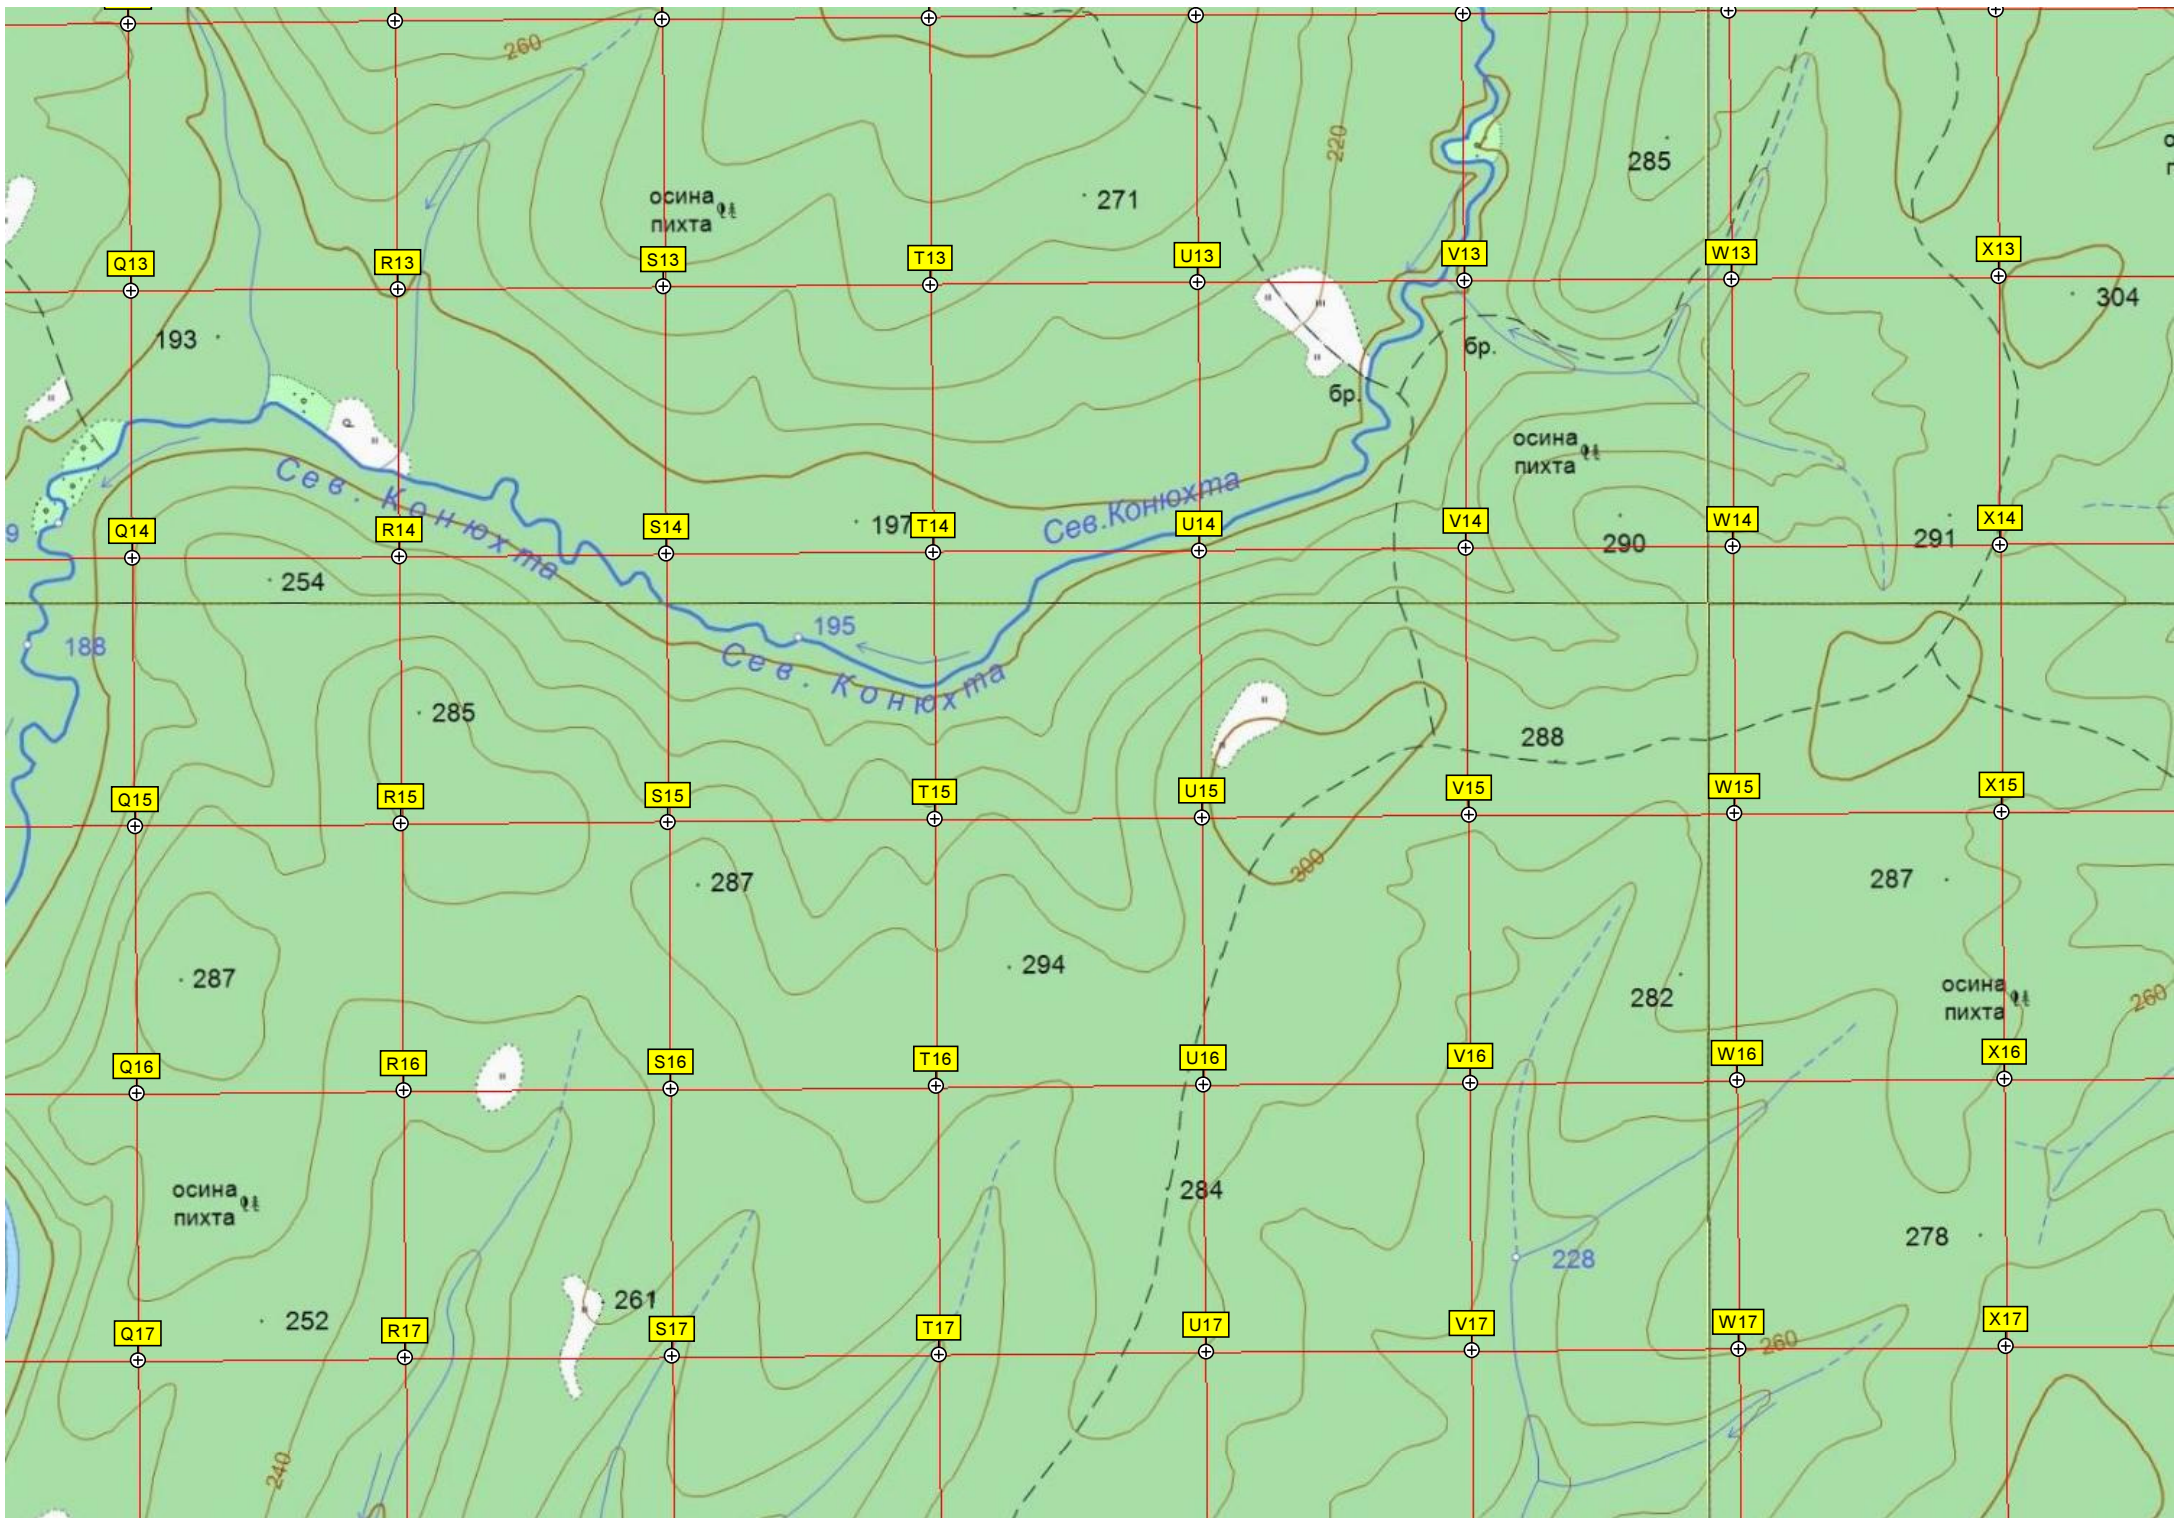 260
осина
пихта
271
220
285
Q13
R13
S13
T13
U13
V13
W13
X13
193
304
бр.
бр.
осина
пихта
Сев. Конюхта
Сев.Конюхта
197
290
291
Q14
R14
S14
T14
U14
V14
W14
X14
9
254
188
195
Сев. Конюхта
285
288
Q15
R15
S15
T15
U15
V15
W15
X15
300
287
287
294
287
282
осина
пихта
260
Q16
R16
S16
T16
U16
V16
W16
X16
осина
пихта
284
278
228
252
261
Q17
R17
S17
T17
U17
V17
W17
X17
260
240